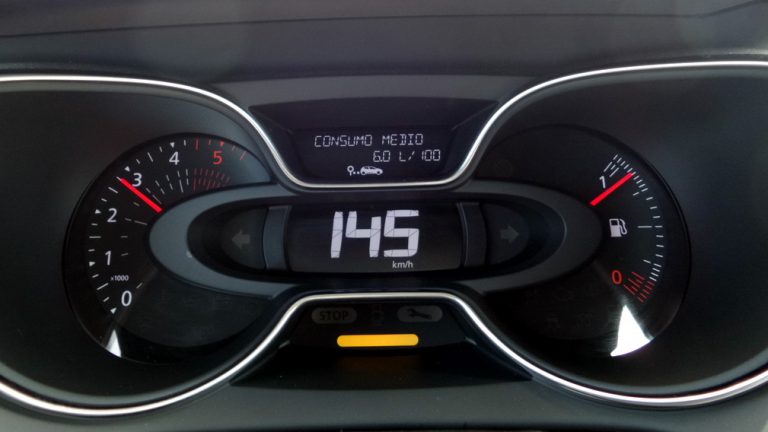 CONSUMO MEDIO
6.0 L/100
145
km/h
5
4
3
2
1
x1000
0
1
0
STOP